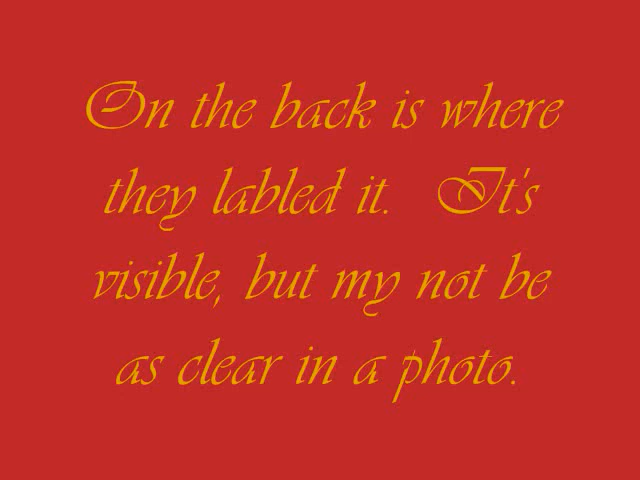 On the back is where
they labled it.  It's
visible, but my not be
as clear in a photo.